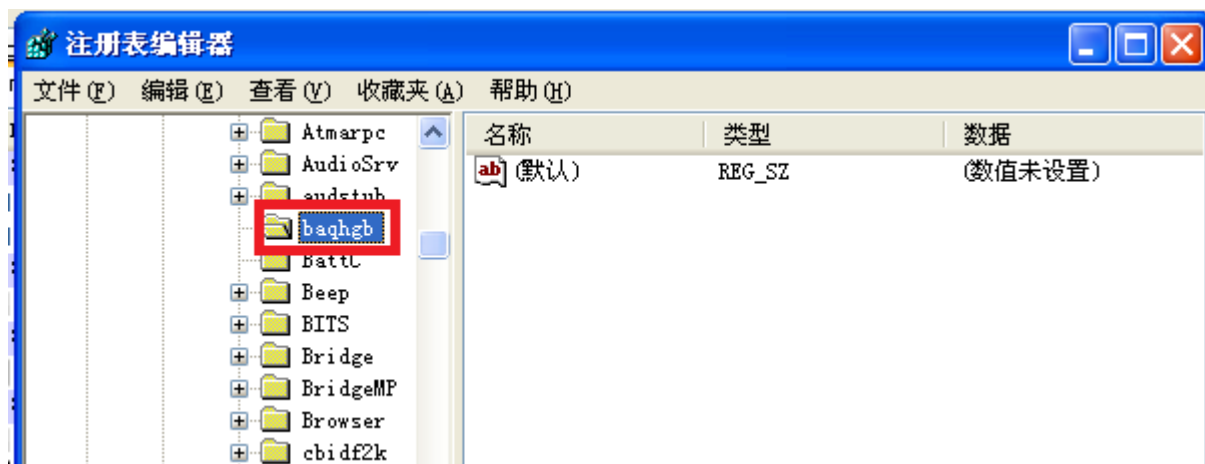 注册表编辑器
文件(F) 编辑(E) 查看(V) 收藏夹(A) 帮助(H)
名称 类型 数据
ab (默认) REG_SZ (数值未设置)
Atmarpc
AudioSrv
audstub
baqhgb
BattC
Beep
BITS
Bridge
BridgeMP
Browser
cbidf2k